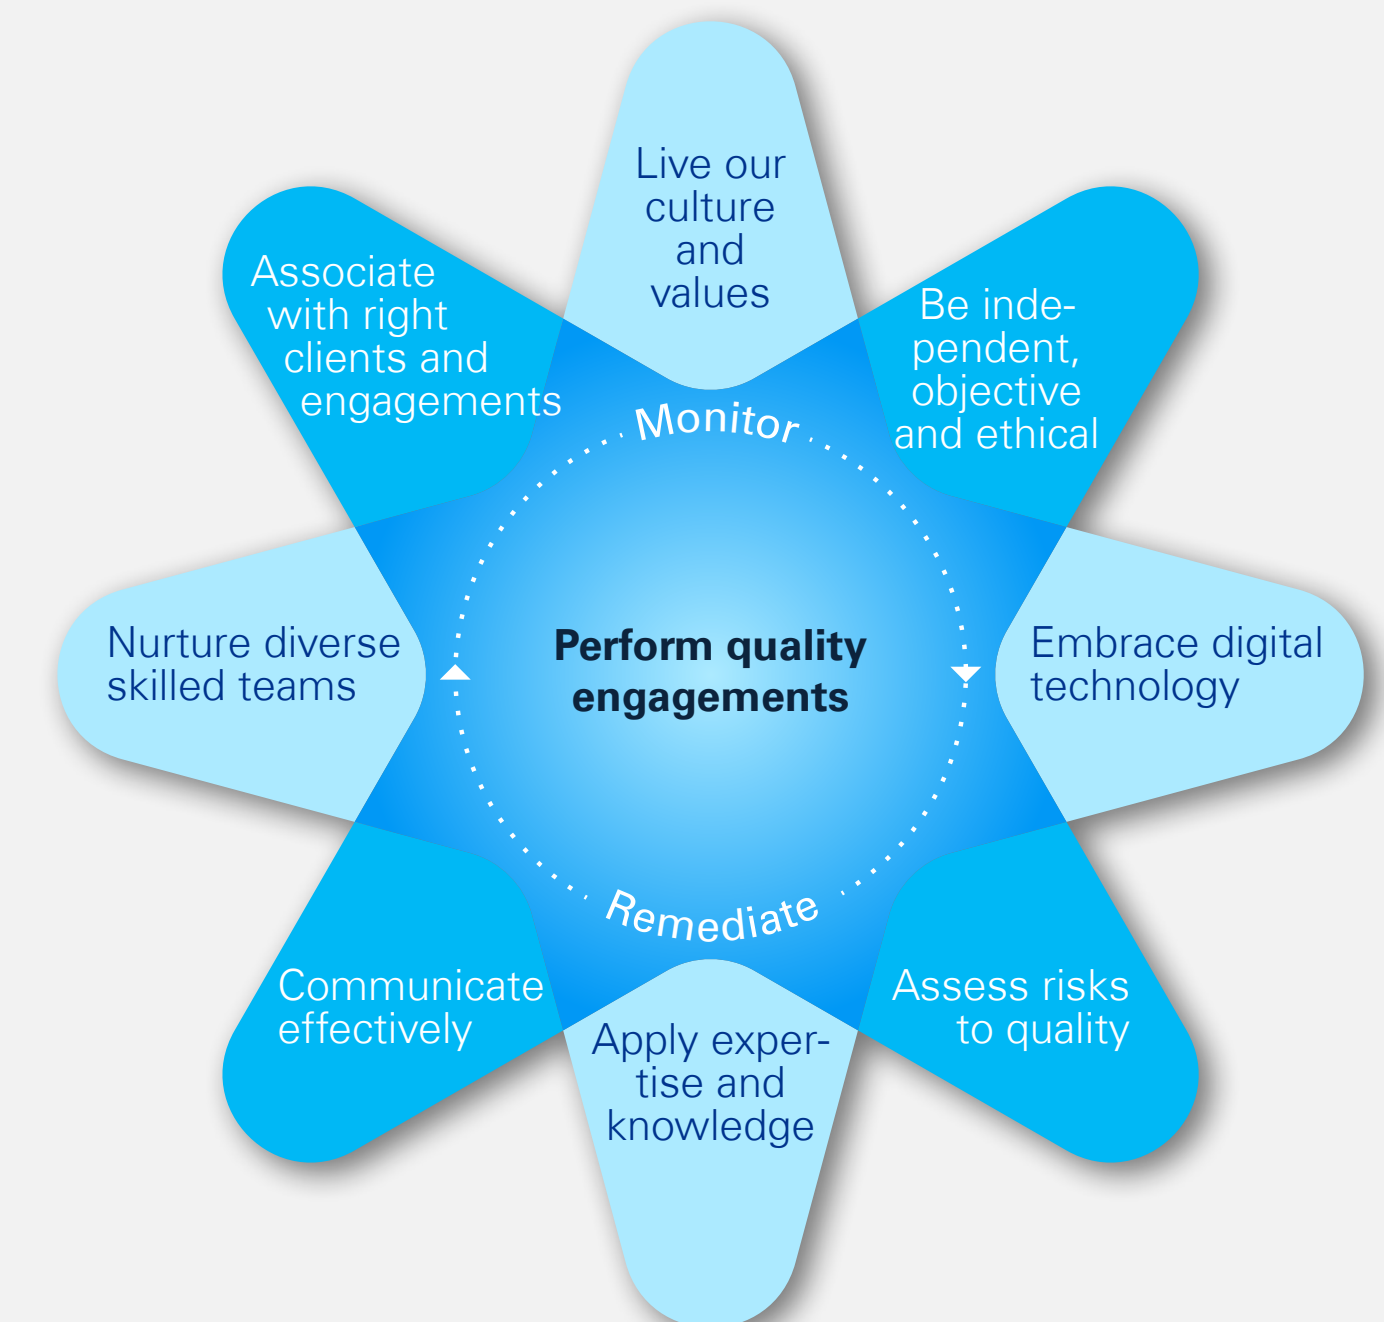 Live our
culture
and
values
Be inde-
pendent,
objective
and ethical
Embrace digital
technology
Assess risks
to quality
Apply exper-
tise and
knowledge
Communicate
effectively
Nurture diverse
skilled teams
Associate
with right
clients and
engagements
Monitor
Perform quality
engagements
Remediate